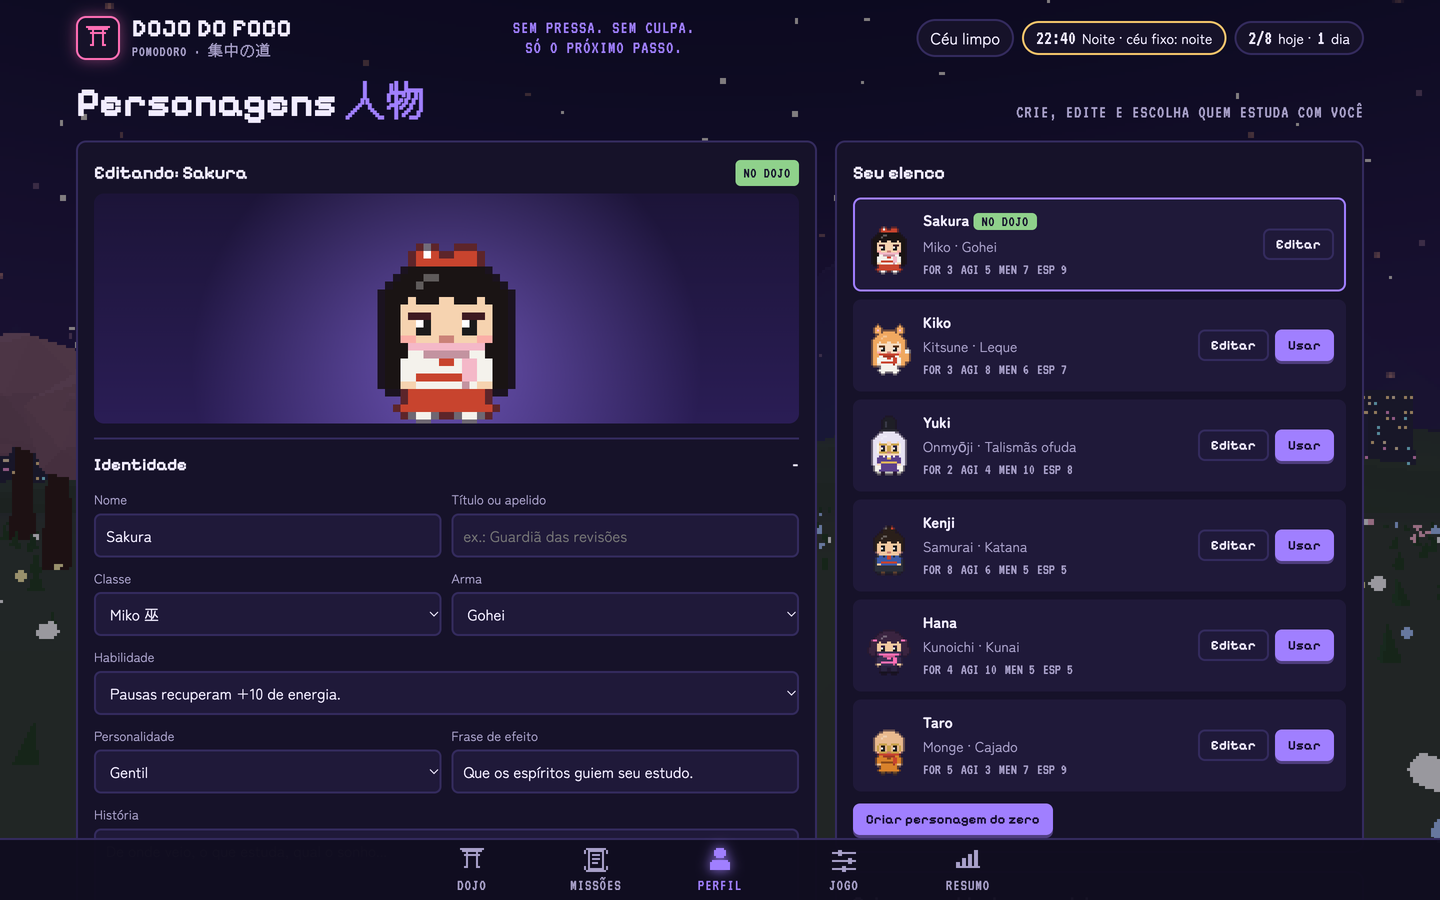 DOJO DO FOCO
POMODORO · 集中の道
SEM PRESSA. SEM CULPA.
SÓ O PRÓXIMO PASSO.
Céu limpo
22:40 Noite · céu fixo: noite
2/8 hoje · 1 dia
Personagens 人物
CRIE, EDITE E ESCOLHA QUEM ESTUDA COM VOCÊ
Editando: Sakura
NO DOJO
Identidade
-
Nome
Título ou apelido
Sakura
ex.: Guardiã das revisões
Classe
Arma
Miko 巫
Gohei
Habilidade
Pausas recuperam +10 de energia.
Personalidade
Frase de efeito
Gentil
Que os espíritos guiem seu estudo.
História
Seu elenco
Sakura NO DOJO
Miko · Gohei
FOR 3 AGI 5 MEN 7 ESP 9
Editar
Kiko
Kitsune · Leque
FOR 3 AGI 8 MEN 6 ESP 7
Editar
Usar
Yuki
Onmyōji · Talismãs ofuda
FOR 2 AGI 4 MEN 10 ESP 8
Editar
Usar
Kenji
Samurai · Katana
FOR 8 AGI 6 MEN 5 ESP 5
Editar
Usar
Hana
Kunoichi · Kunai
FOR 4 AGI 10 MEN 5 ESP 5
Editar
Usar
Taro
Monge · Cajado
FOR 5 AGI 3 MEN 7 ESP 9
Editar
Usar
Criar personagem do zero
DOJO
MISSÕES
PERFIL
JOGO
RESUMO